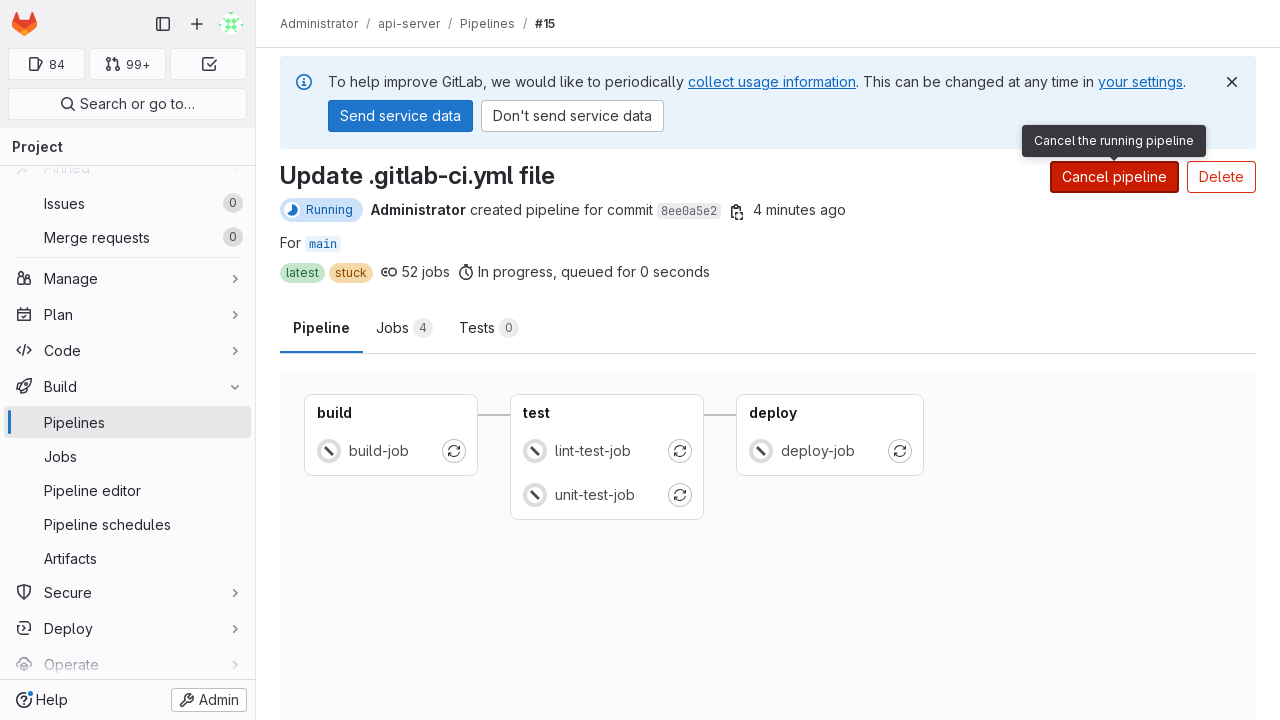 Administrator / api-server / Pipelines / #15
84
99+
Search or go to…
Project
Pinned
Issues 0
Merge requests 0
Manage
Plan
Code
Build
Pipelines
Jobs
Pipeline editor
Pipeline schedules
Artifacts
Secure
Deploy
Operate
Help
Admin
To help improve GitLab, we would like to periodically collect usage information. This can be changed at any time in your settings.
Send service data
Don't send service data
Cancel the running pipeline
Update .gitlab-ci.yml file
Cancel pipeline
Delete
Running Administrator created pipeline for commit 8ee0a5e2 4 minutes ago
For main
latest stuck 52 jobs In progress, queued for 0 seconds
Pipeline
Jobs 4
Tests 0
build
build-job
test
lint-test-job
unit-test-job
deploy
deploy-job